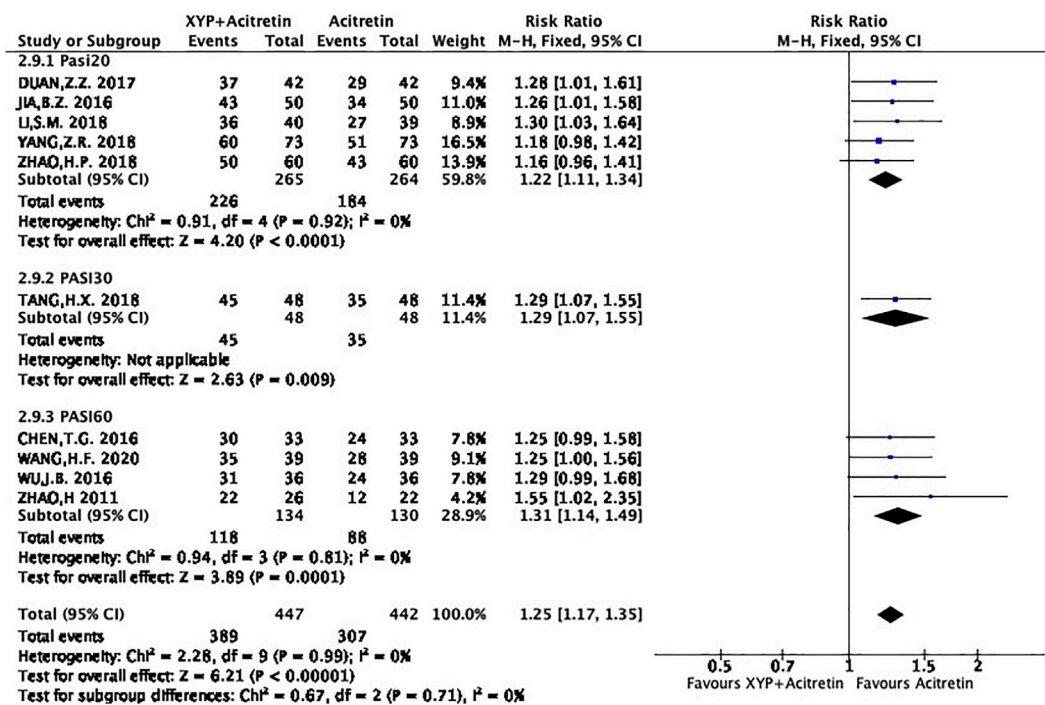 XYP+Acitretin Acitretin Risk Ratio Risk Ratio
Study or Subgroup Events Total Events Total Weight M-H, Fixed, 95% CI M-H, Fixed, 95% CI
2.9.1 Pasi20
DUAN,Z.Z. 2017 37 42 29 42 9.4% 1.28 [1.01, 1.61]
JIA,B.Z. 2016 43 50 34 50 11.0% 1.26 [1.01, 1.58]
LI,S.M. 2018 36 40 27 39 8.9% 1.30 [1.03, 1.64]
YANG,Z.R. 2018 60 73 51 73 16.5% 1.18 [0.98, 1.42]
ZHAO,H.P. 2018 50 60 43 60 13.9% 1.16 [0.96, 1.41]
Subtotal (95% CI) 265 264 59.8% 1.22 [1.11, 1.34]
Total events 226 184
Heterogeneity: Chi² = 0.91, df = 4 (P = 0.92); I² = 0%
Test for overall effect: Z = 4.20 (P < 0.0001)
2.9.2 PASI30
TANG,H.X. 2018 45 48 35 48 11.4% 1.29 [1.07, 1.55]
Subtotal (95% CI) 48 48 11.4% 1.29 [1.07, 1.55]
Total events 45 35
Heterogeneity: Not applicable
Test for overall effect: Z = 2.63 (P = 0.009)
2.9.3 PASI60
CHEN,T.G. 2016 30 33 24 33 7.8% 1.25 [0.99, 1.58]
WANG,H.F. 2020 35 39 28 39 9.1% 1.25 [1.00, 1.56]
WU,J.B. 2016 31 36 24 36 7.8% 1.29 [0.99, 1.68]
ZHAO,H 2011 22 26 12 22 4.2% 1.55 [1.02, 2.35]
Subtotal (95% CI) 134 130 28.9% 1.31 [1.14, 1.49]
Total events 118 88
Heterogeneity: Chi² = 0.94, df = 3 (P = 0.81); I² = 0%
Test for overall effect: Z = 3.89 (P = 0.0001)
Total (95% CI) 447 442 100.0% 1.25 [1.17, 1.35]
Total events 389 307
Heterogeneity: Chi² = 2.28, df = 9 (P = 0.99); I² = 0%
Test for overall effect: Z = 6.21 (P < 0.00001)
Test for subgroup differences: Chi² = 0.67, df = 2 (P = 0.71), I² = 0%
0.5 0.7 1 1.5 2
Favours XYP+Acitretin Favours Acitretin